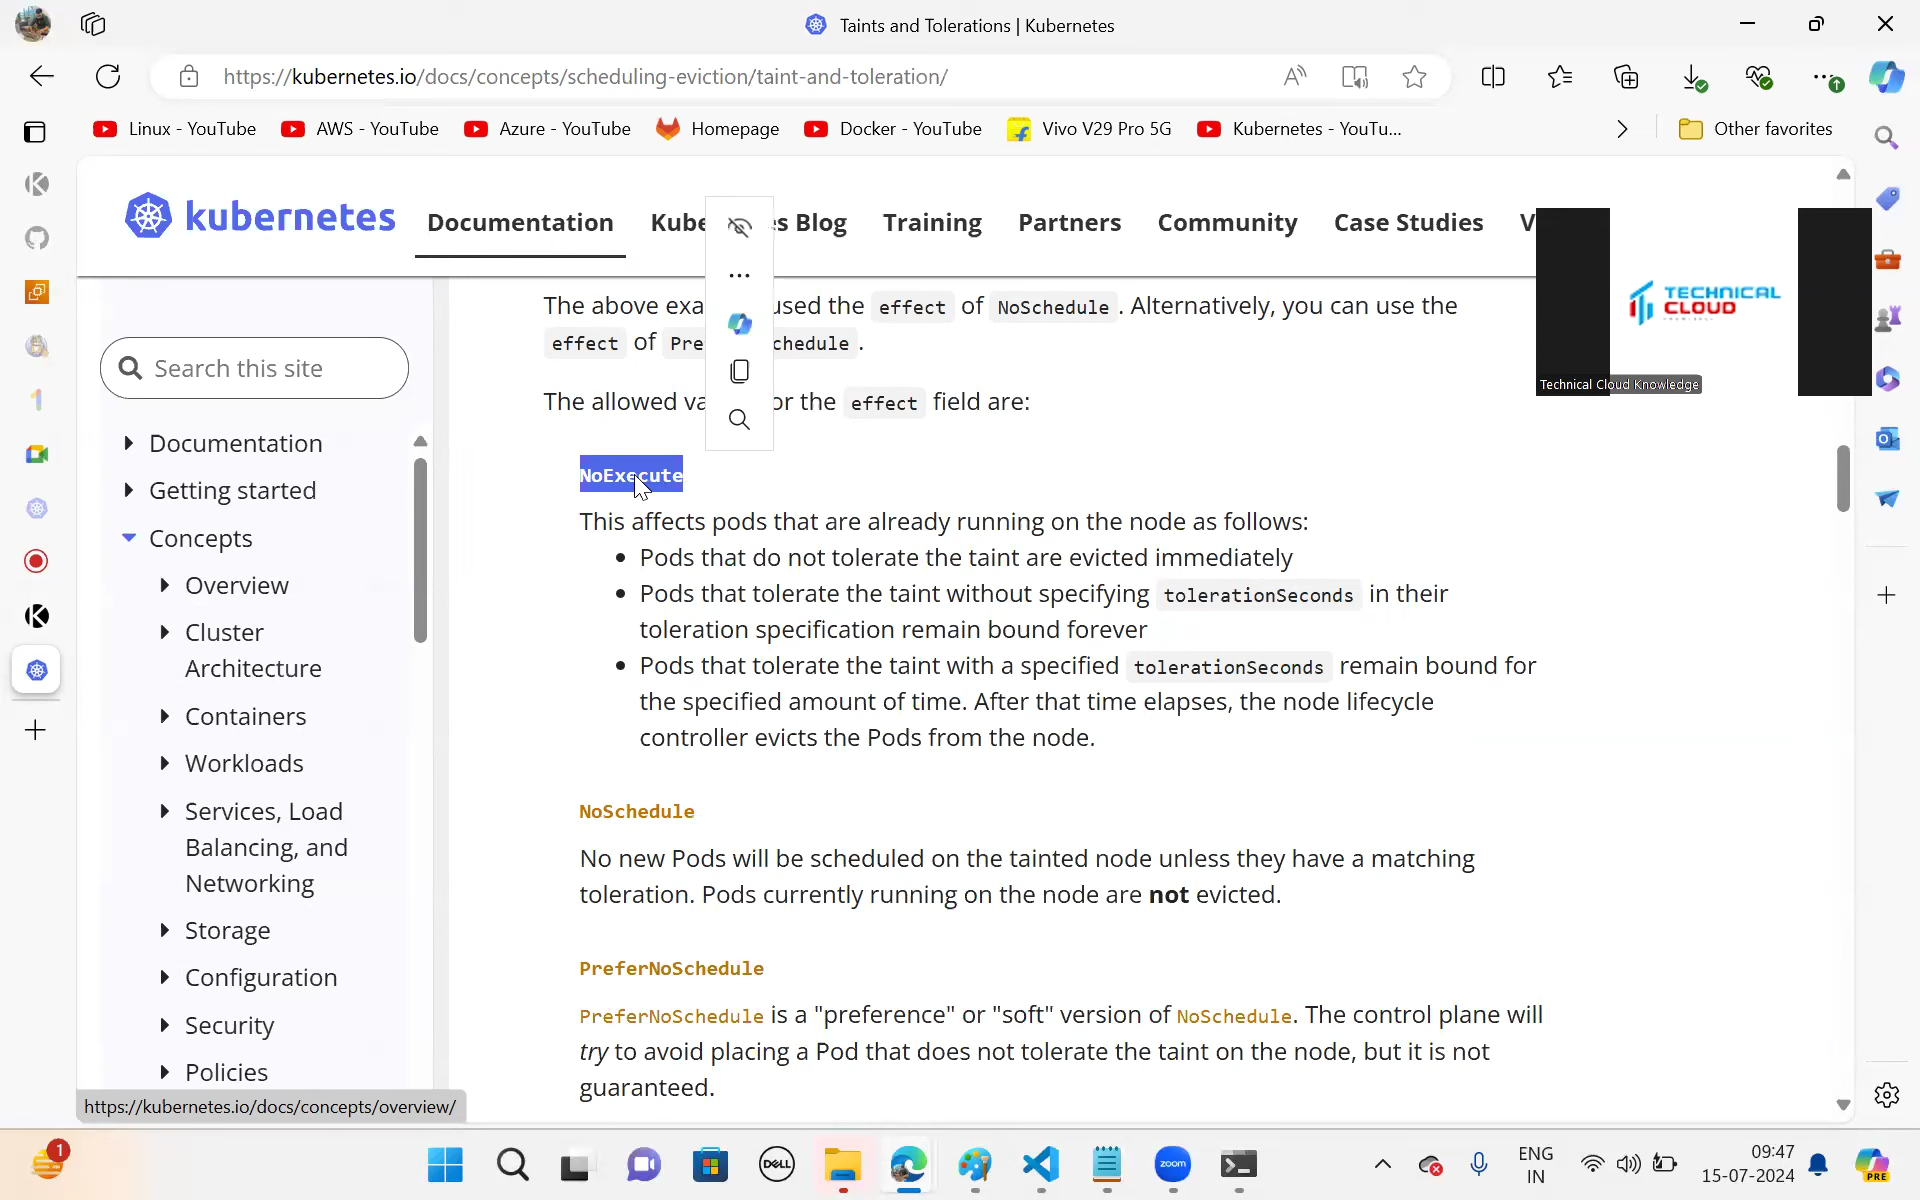 Taints and Tolerations | Kubernetes
https://kubernetes.io/docs/concepts/scheduling-eviction/taint-and-toleration/
Linux - YouTube
AWS - YouTube
Azure - YouTube
Homepage
Docker - YouTube
Vivo V29 Pro 5G
Kubernetes - YouTu...
Other favorites
kubernetes
Documentation
Kube s Blog
Training
Partners
Community
Case Studies
V
TECHNICAL
CLOUD
Technical Cloud Knowledge
Search this site
Documentation
Getting started
Concepts
Overview
Cluster
Architecture
Containers
Workloads
Services, Load
Balancing, and
Networking
Storage
Configuration
Security
Policies
https://kubernetes.io/docs/concepts/overview/
The above exa used the effect of NoSchedule. Alternatively, you can use the
effect of Pre chedule.
The allowed va or the effect field are:
NoExecute
This affects pods that are already running on the node as follows:
• Pods that do not tolerate the taint are evicted immediately
• Pods that tolerate the taint without specifying tolerationSeconds in their
toleration specification remain bound forever
• Pods that tolerate the taint with a specified tolerationSeconds remain bound for
the specified amount of time. After that time elapses, the node lifecycle
controller evicts the Pods from the node.
NoSchedule
No new Pods will be scheduled on the tainted node unless they have a matching
toleration. Pods currently running on the node are not evicted.
PreferNoSchedule
PreferNoSchedule is a "preference" or "soft" version of NoSchedule. The control plane will
try to avoid placing a Pod that does not tolerate the taint on the node, but it is not
guaranteed.
1
DELL
zoom
ENG
IN
09:47
15-07-2024
PRE